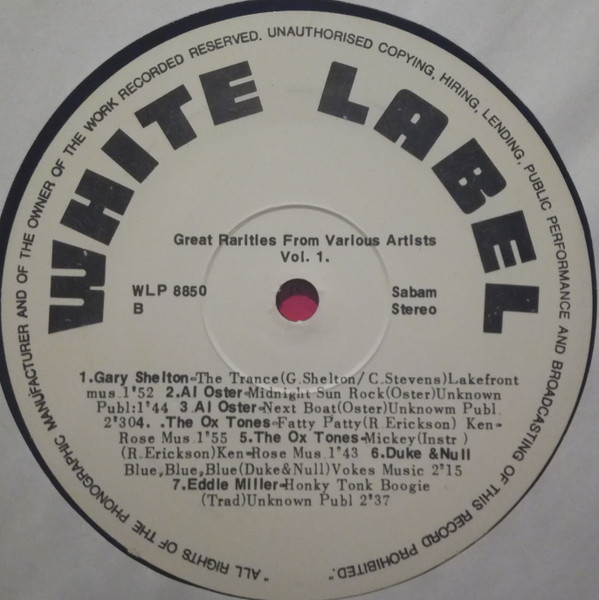 "ALL RIGHTS OF THE PHONOGRAPHIC MANUFACTURER AND OF THE OWNER OF THE WORK RECORDED RESERVED. UNAUTHORISED COPYING, HIRING, LENDING, PUBLIC PERFORMANCE AND BROADCASTING OF THIS RECORD PROHIBITED."
WHITE LABEL
Great Rarities From Various Artists
Vol. 1.
WLP 8850 Sabam
B Stereo
1.Gary Shelton-The Trance(G.Shelton/C.Stevens)Lakefront
mus.1'52 2.Al Oster-Midnight Sun Rock(Oster)Unknown
Publ:1'44 3 Al Oster-Next Boat(Oster)Unknowm Publ.
2'304. .The Ox Tones-Fatty Patty(R.Erickson) Ken-
Rose Mus.1'55 5.The Ox Tones-Mickey(Instr)
(R.Erickson)Ken-Rose Mus.1'43 6.Duke &Null
Blue,Blue,Blue(Duke&Null)Vokes Music 2'15
7.Eddie Miller-Honky Tonk Boogie
(Trad)Unknown Publ 2'37